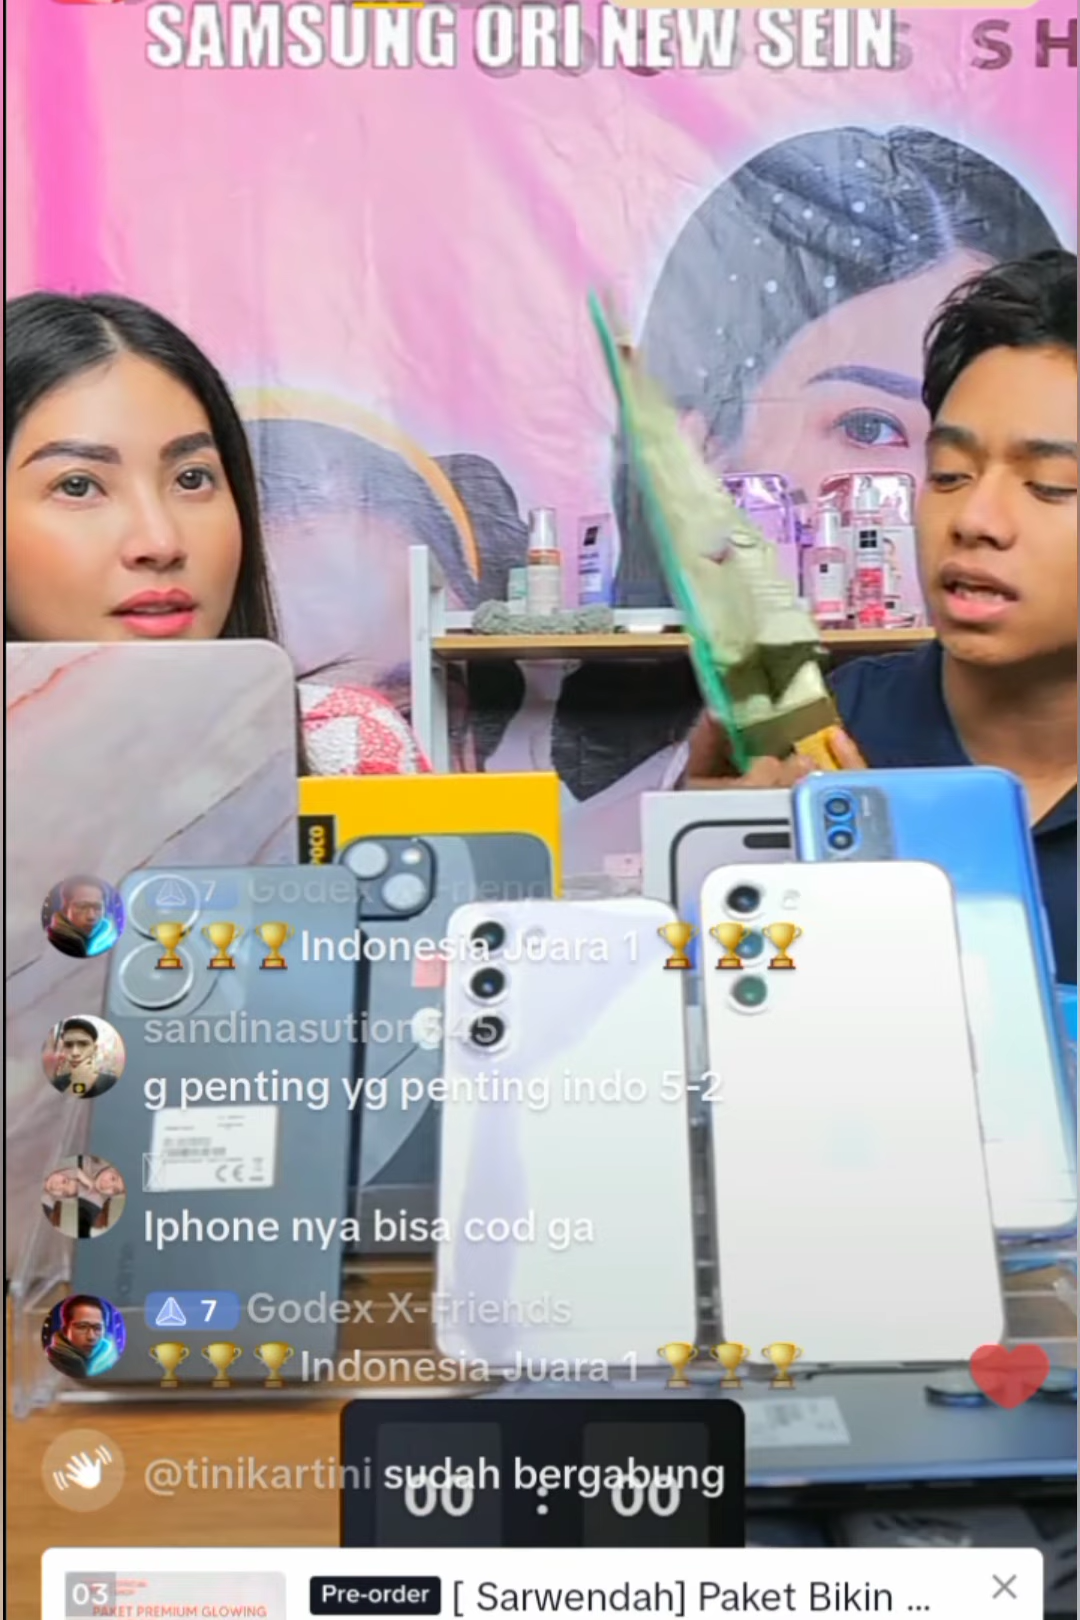 SAMSUNG ORI NEW SEIN
SH
POCO
7 Godex X-Friends
🏆🏆🏆Indonesia Juara 1 🏆🏆🏆
sandinasution545
g penting yg penting indo 5-2
Iphone nya bisa cod ga
7 Godex X-Friends
🏆🏆🏆Indonesia Juara 1 🏆🏆🏆
@tinikartini sudah bergabung
00 : 00
03
PAKET PREMIUM GLOWING
Pre-order [ Sarwendah] Paket Bikin ...